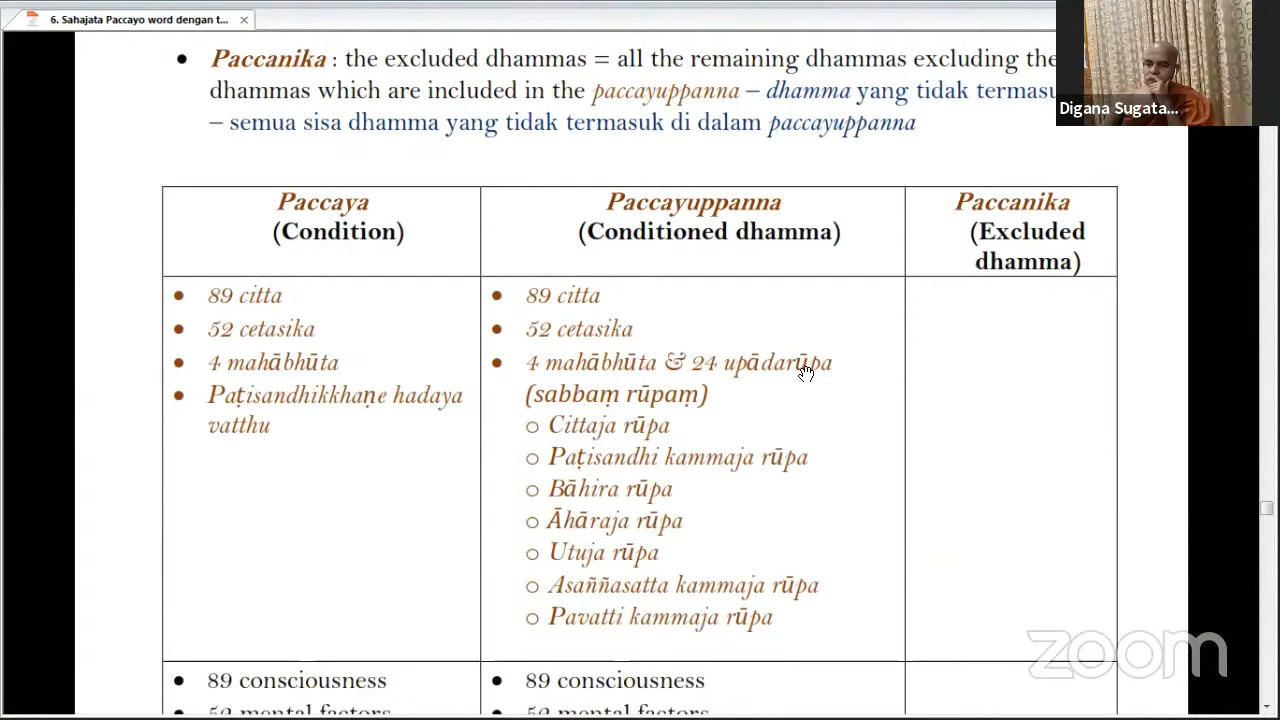 6. Sahajata Paccayo word dengan t...
• Paccanika : the excluded dhammas = all the remaining dhammas excluding the
dhammas which are included in the paccayuppanna – dhamma yang tidak
– semua sisa dhamma yang tidak termasuk di dalam paccayuppanna
Digana Sugata...
Paccaya
(Condition)
Paccayuppanna
(Conditioned dhamma)
Paccanika
(Excluded
dhamma)
• 89 citta
• 52 cetasika
• 4 mahābhūta
• Paṭisandhikkhaṇe hadaya
vatthu
• 89 citta
• 52 cetasika
• 4 mahābhūta & 24 upādarūpa
(sabbaṃ rūpaṃ)
o Cittaja rūpa
o Paṭisandhi kammaja rūpa
o Bāhira rūpa
o Āhāraja rūpa
o Utuja rūpa
o Asaññasatta kammaja rūpa
o Pavatti kammaja rūpa
• 89 consciousness
• 89 consciousness
zoom